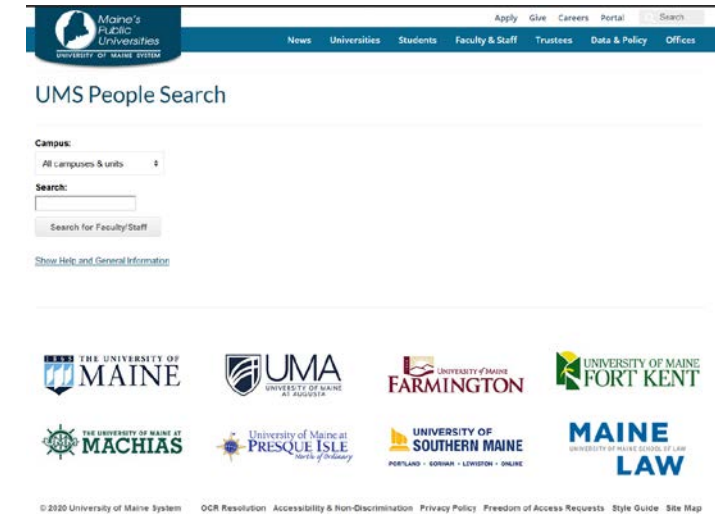 Apply Give Careers Portal Search
Maine's
Public
Universities
UNIVERSITY OF MAINE SYSTEM
News Universities Students Faculty & Staff Trustees Data & Policy Offices
UMS People Search
Campus:
All campuses & units
Search:
Search for Faculty/Staff
Show Help and General Information
1865 THE UNIVERSITY OF
MAINE
UMA
UNIVERSITY OF MAINE
AT AUGUSTA
UNIVERSITY of MAINE
FARMINGTON
UNIVERSITY OF MAINE
FORT KENT
THE UNIVERSITY OF MAINE AT
MACHIAS
University of Maine at
PRESQUE ISLE
North of Ordinary
UNIVERSITY OF
SOUTHERN MAINE
PORTLAND • GORHAM • LEWISTON • ONLINE
MAINE
UNIVERSITY OF MAINE SCHOOL OF LAW
LAW
© 2020 University of Maine System OCR Resolution Accessibility & Non-Discrimination Privacy Policy Freedom of Access Requests Style Guide Site Map